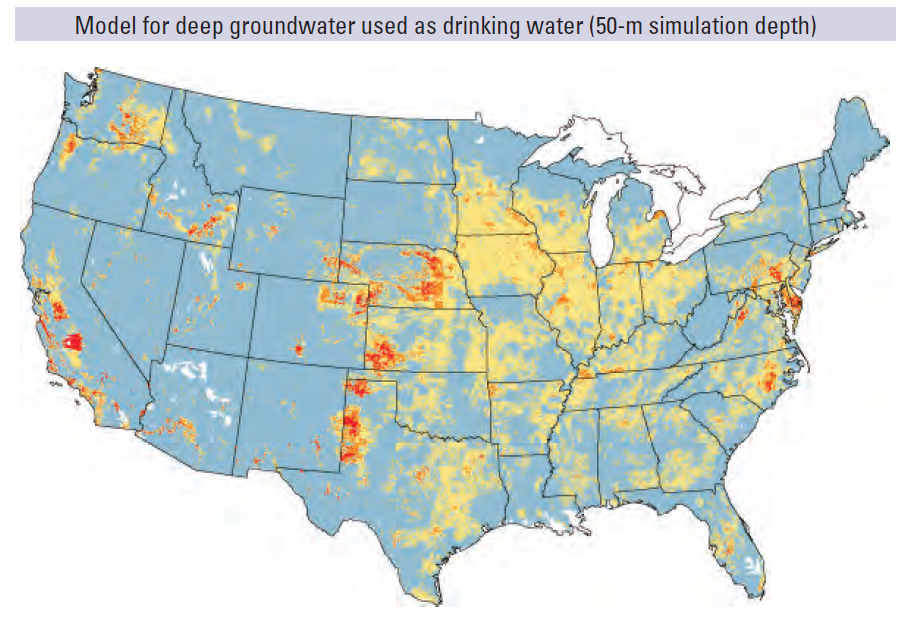 Model for deep groundwater used as drinking water (50-m simulation depth)